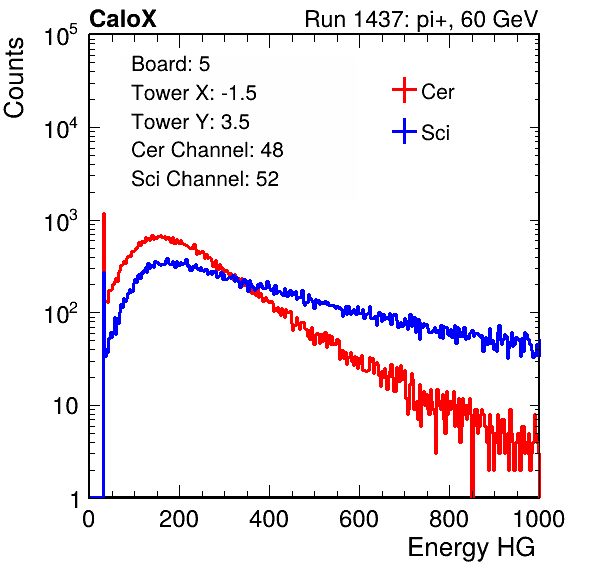 CaloX Run 1437: pi+, 60 GeV
Counts
10^5
10^4
10^3
10^2
10
1
Board: 5
Tower X: -1.5
Tower Y: 3.5
Cer Channel: 48
Sci Channel: 52
Cer
Sci
0 200 400 600 800 1000
Energy HG